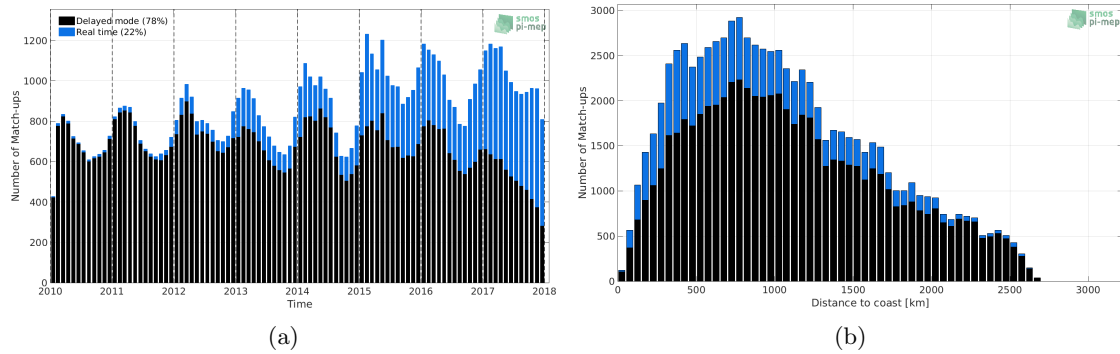 Delayed mode (78%)
Real time (22%)
smos
pi-mep
Number of Match-ups
1200
1000
800
600
400
200
0
2010 2011 2012 2013 2014 2015 2016 2017 2018
Time
(a)
smos
pi-mep
Number of Match-ups
3000
2500
2000
1500
1000
500
0
0 500 1000 1500 2000 2500 3000
Distance to coast [km]
(b)